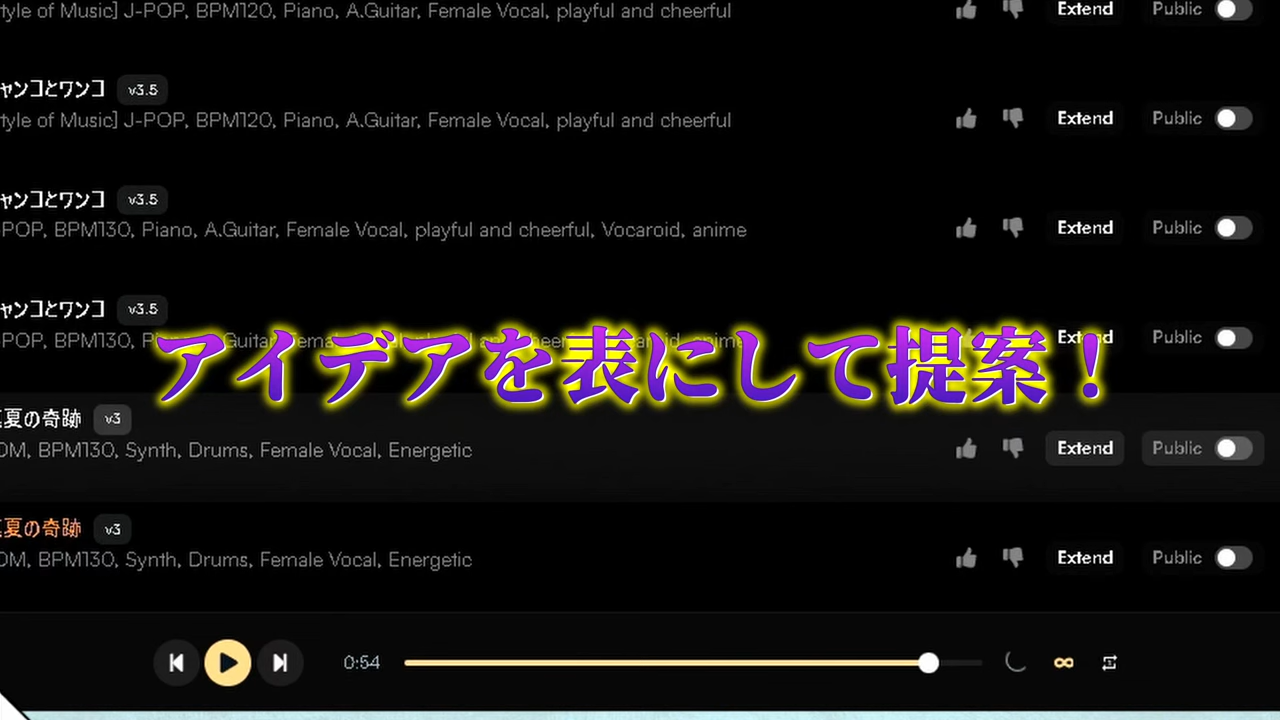 tyle of Music] J-POP, BPM120, Piano, A.Guitar, Female Vocal, playful and cheerful Extend Public
ャンコとワンコ v3.5
tyle of Music] J-POP, BPM120, Piano, A.Guitar, Female Vocal, playful and cheerful Extend Public
ャンコとワンコ v3.5
-POP, BPM130, Piano, A.Guitar, Female Vocal, playful and cheerful, Vocaroid, anime Extend Public
ャンコとワンコ v3.5
-POP, BPM130, Extend Public
アイデアを表にして提案！
夏の奇跡 v3
DM, BPM130, Synth, Drums, Female Vocal, Energetic Extend Public
夏の奇跡 v3
DM, BPM130, Synth, Drums, Female Vocal, Energetic Extend Public
0:54